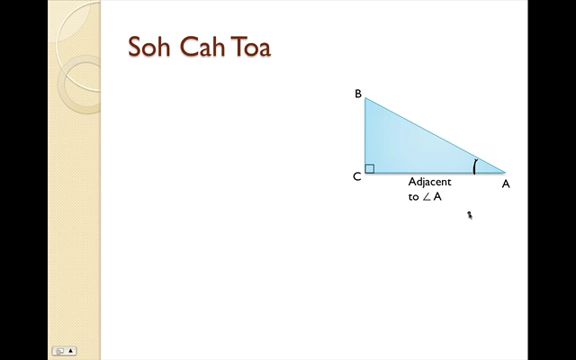 Soh Cah Toa
B
C
A
Adjacent
to ∠ A